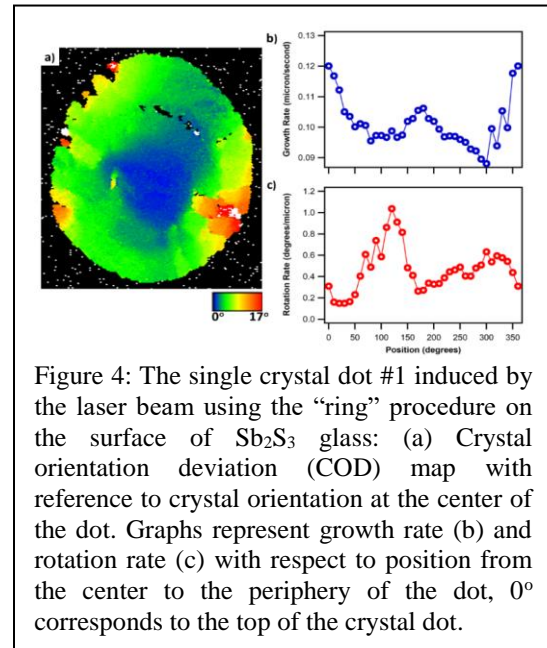 a)
b)
0.13
0.12
0.11
0.10
0.09
Growth Rate (micron/second)
c)
1.2
1.0
0.8
0.6
0.4
0.2
0.0
Rotation Rate (degrees/micron)
0 50 100 150 200 250 300 350
Position (degrees)
0° 17°
Figure 4: The single crystal dot #1 induced by
the laser beam using the “ring” procedure on
the surface of Sb₂S₃ glass: (a) Crystal
orientation deviation (COD) map with
reference to crystal orientation at the center of
the dot. Graphs represent growth rate (b) and
rotation rate (c) with respect to position from
the center to the periphery of the dot, 0°
corresponds to the top of the crystal dot.